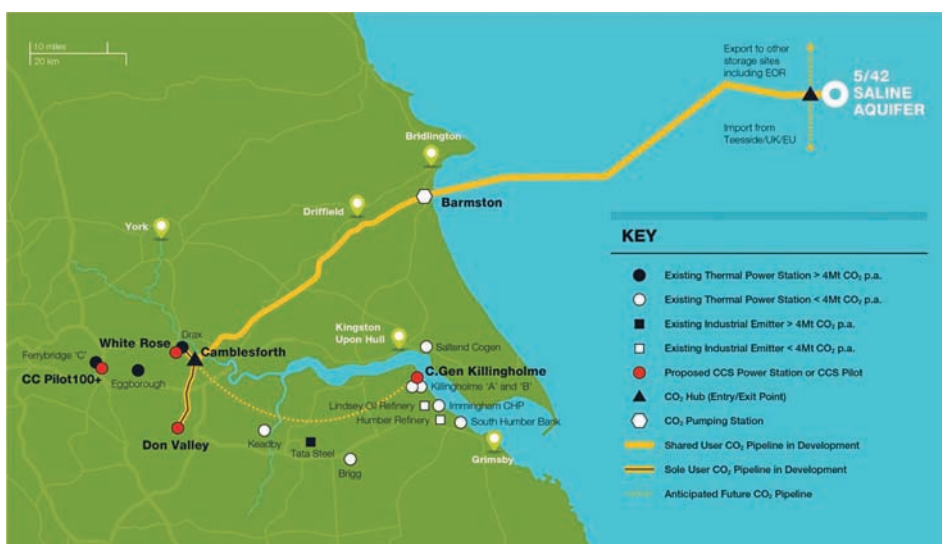 10 miles
20 km
Export to other
storage sites
including EOR
5/42
SALINE
AQUIFER
Import from
Teesside/UK/EU
Bridlington
Barmston
Driffield
York
KEY
Existing Thermal Power Station > 4Mt CO₂ p.a.
Existing Thermal Power Station < 4Mt CO₂ p.a.
Existing Industrial Emitter > 4Mt CO₂ p.a.
Existing Industrial Emitter < 4Mt CO₂ p.a.
Proposed CCS Power Station or CCS Pilot
CO₂ Hub (Entry/Exit Point)
CO₂ Pumping Station
Shared User CO₂ Pipeline in Development
Sole User CO₂ Pipeline in Development
Anticipated Future CO₂ Pipeline
Kingston
Upon Hull
Drax
White Rose
Camblesforth
Saltend Cogen
Ferrybridge 'C'
CC Pilot100+
Eggborough
C.Gen Killingholme
Killingholme 'A' and 'B'
Lindsey Oil Refinery
Immingham CHP
Humber Refinery
South Humber Bank
Don Valley
Keadby
Tata Steel
Brigg
Grimsby